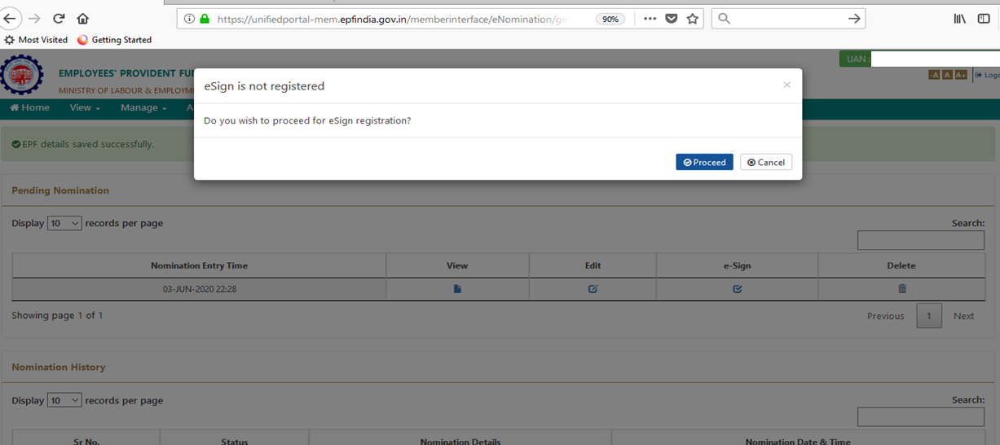 https://unifiedportal-mem.epfindia.gov.in/memberinterface/eNomination/ge
90%
Most Visited Getting Started
UAN :
EMPLOYEES' PROVIDENT FU
-A A A+ Logo
MINISTRY OF LABOUR & EMPLOYM
Home View Manage A
eSign is not registered ×
Do you wish to proceed for eSign registration?
Proceed Cancel
EPF details saved successfully.
Pending Nomination
Display 10 records per page Search:
Nomination Entry Time View Edit e-Sign Delete
03-JUN-2020 22:28
Showing page 1 of 1 Previous 1 Next
Nomination History
Display 10 records per page Search:
Sr No. Status Nomination Details Nomination Date & Time